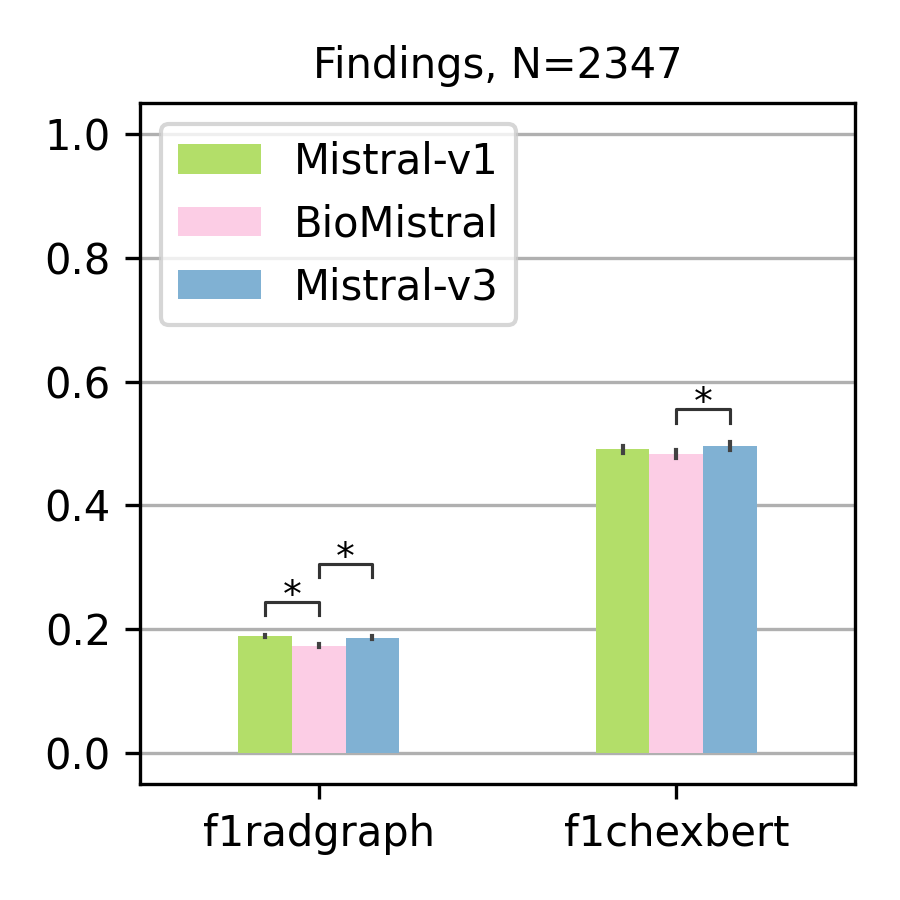 Findings, N=2347
1.0
0.8
0.6
0.4
0.2
0.0
Mistral-v1
BioMistral
Mistral-v3
*
*
*
f1radgraph
f1chexbert